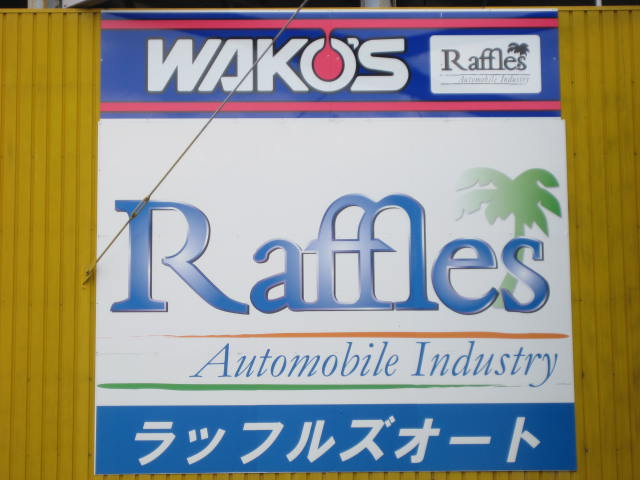 WAKO'S
Raffles
Automobile Industry
Raffles
Automobile Industry
ラッフルズオート